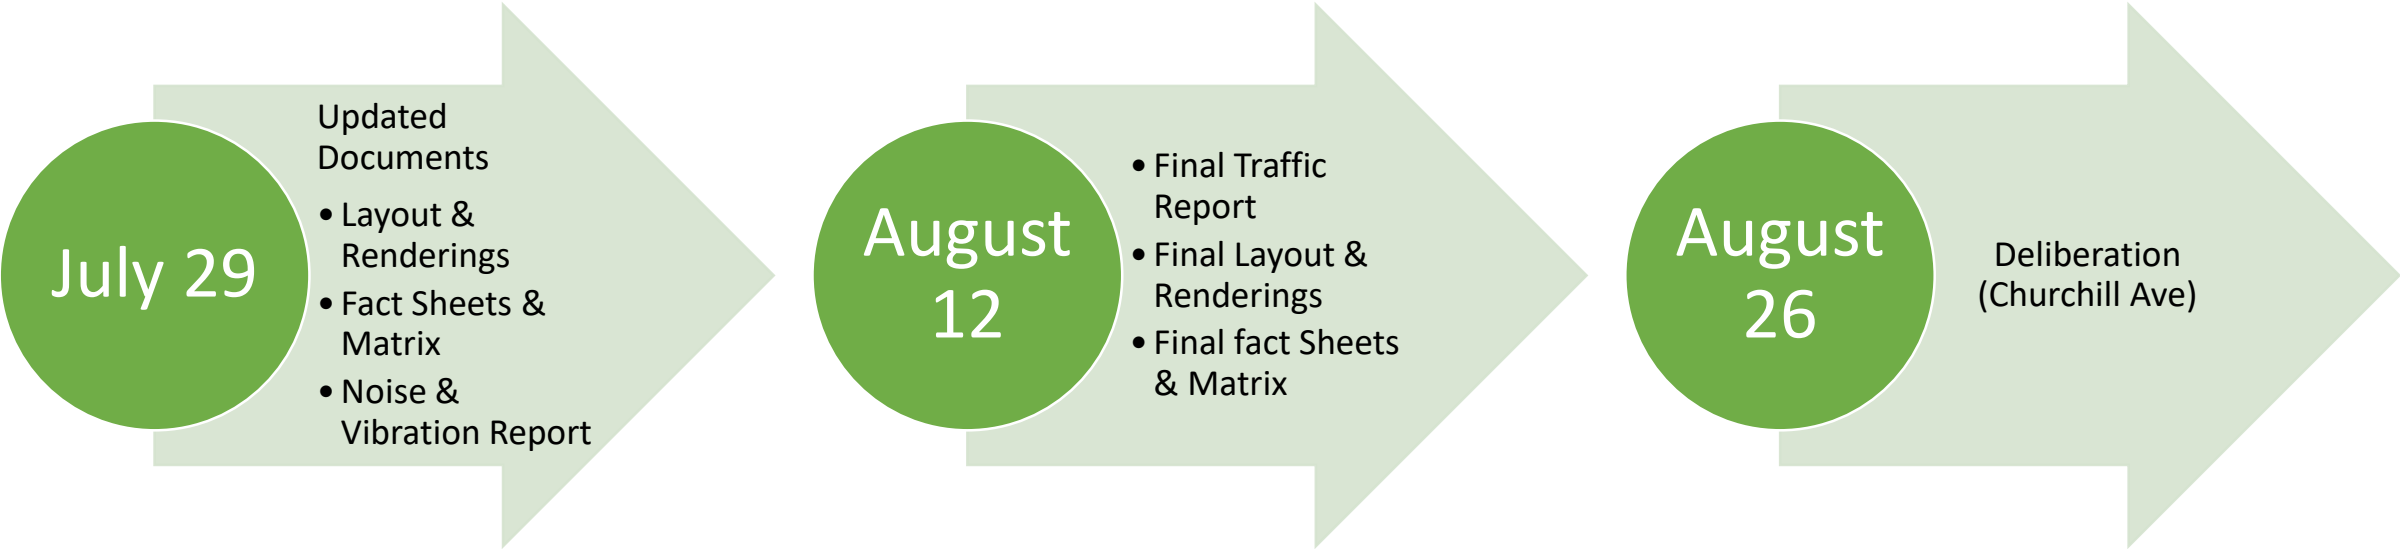 July 29
Updated
Documents
• Layout &
Renderings
• Fact Sheets &
Matrix
• Noise &
Vibration Report
August
12
• Final Traffic
Report
• Final Layout &
Renderings
• Final fact Sheets
& Matrix
August
26
Deliberation
(Churchill Ave)